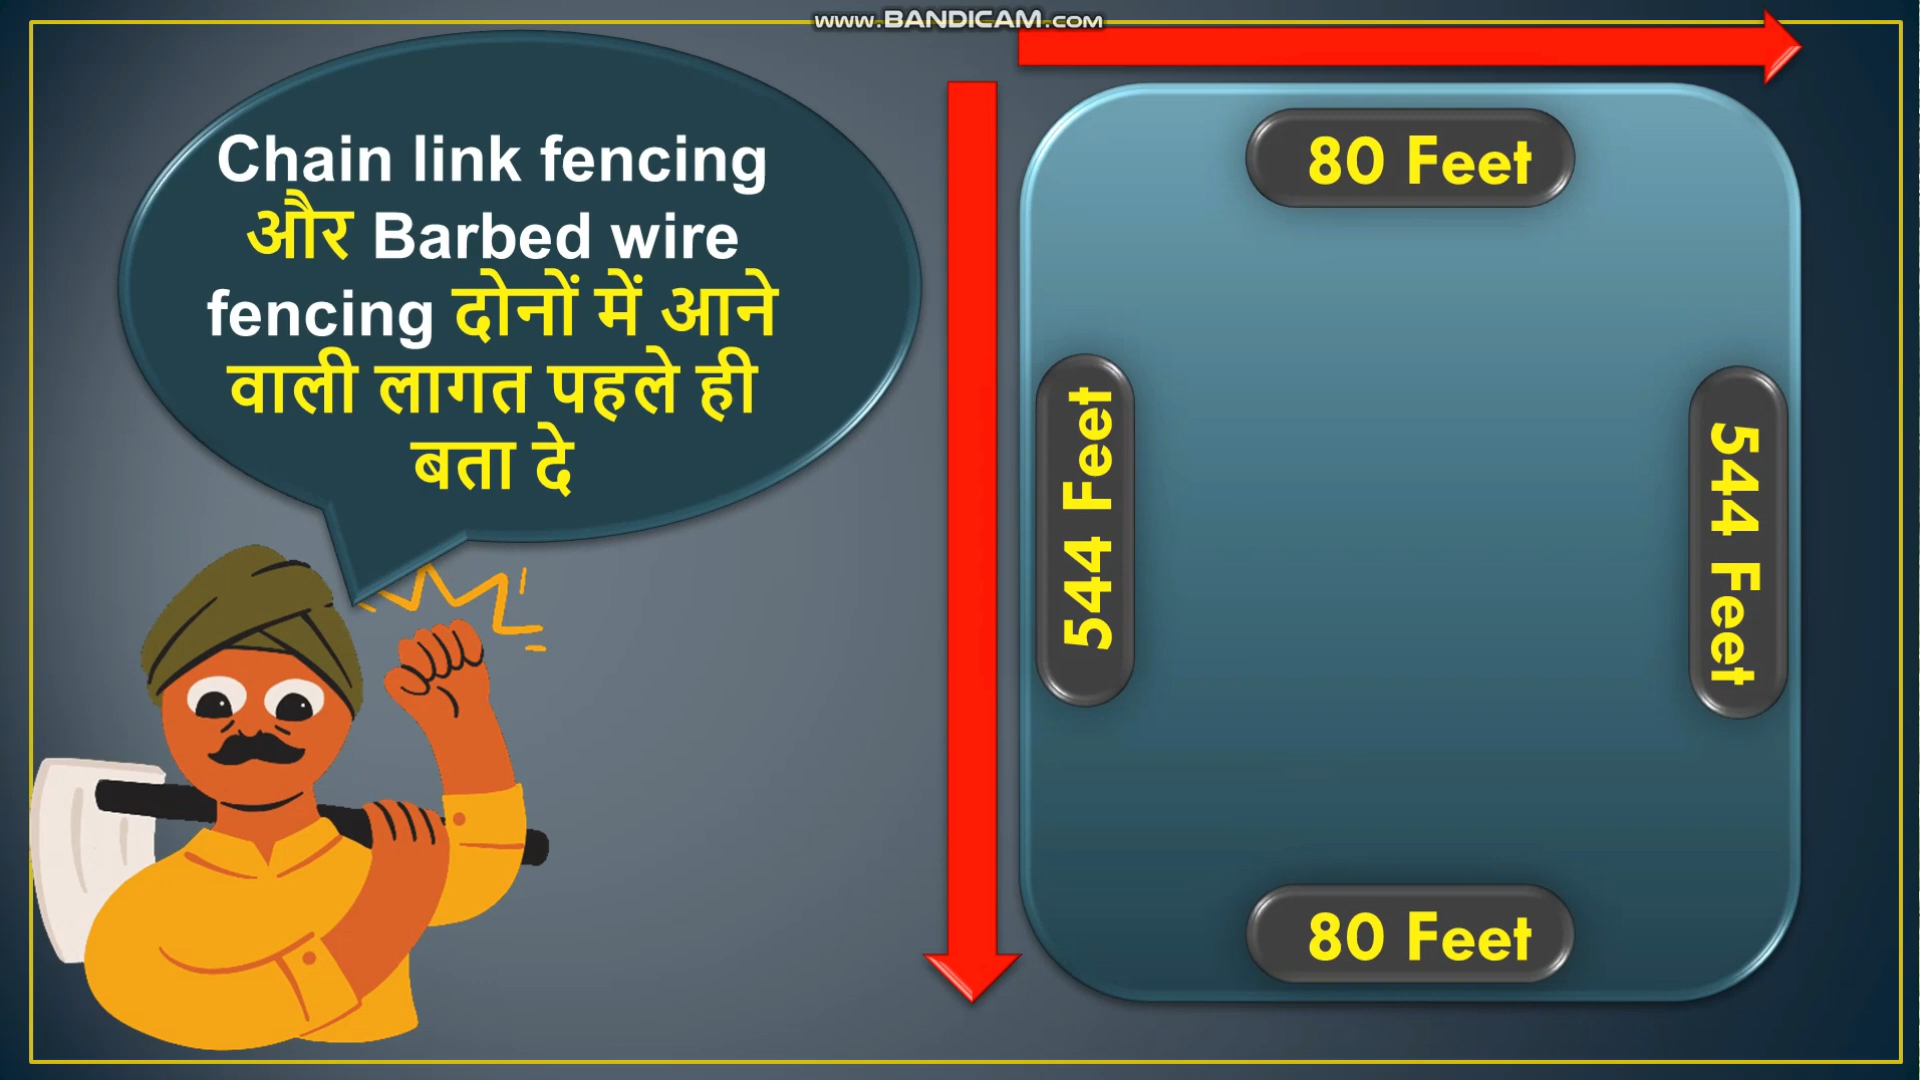 www.BANDICAM.com
Chain link fencing
और Barbed wire
fencing दोनों में आने
वाली लागत पहले ही
बता दे
80 Feet
544 Feet
544 Feet
80 Feet